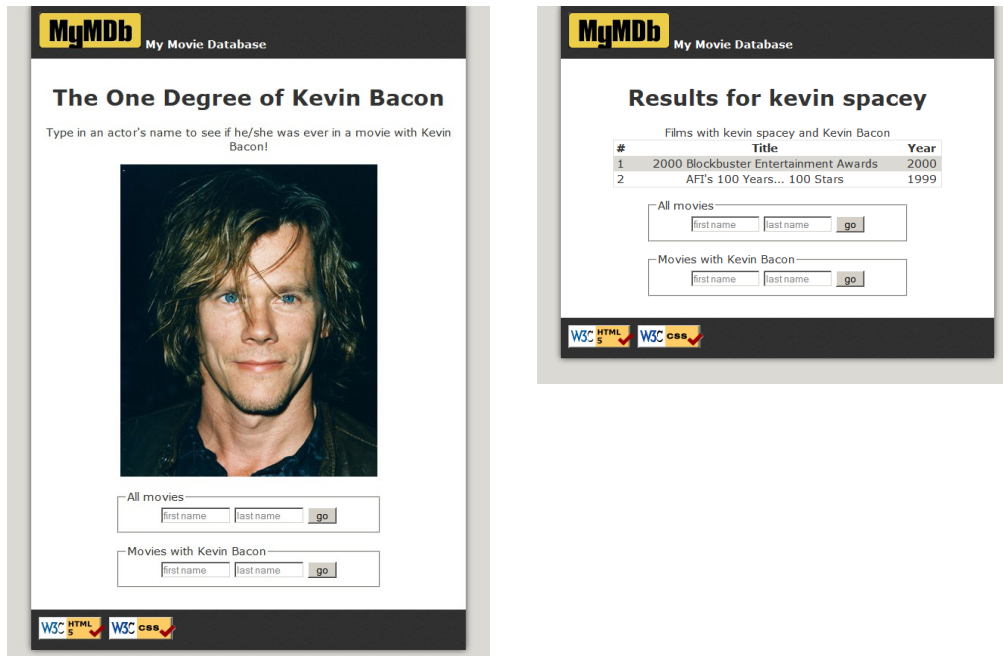 MyMDb My Movie Database
The One Degree of Kevin Bacon
Type in an actor's name to see if he/she was ever in a movie with Kevin
Bacon!
All movies
first name last name go
Movies with Kevin Bacon
first name last name go
W3C HTML 5 W3C css
MyMDb My Movie Database
Results for kevin spacey
Films with kevin spacey and Kevin Bacon
# Title Year
1 2000 Blockbuster Entertainment Awards 2000
2 AFI's 100 Years... 100 Stars 1999
All movies
first name last name go
Movies with Kevin Bacon
first name last name go
W3C HTML 5 W3C css